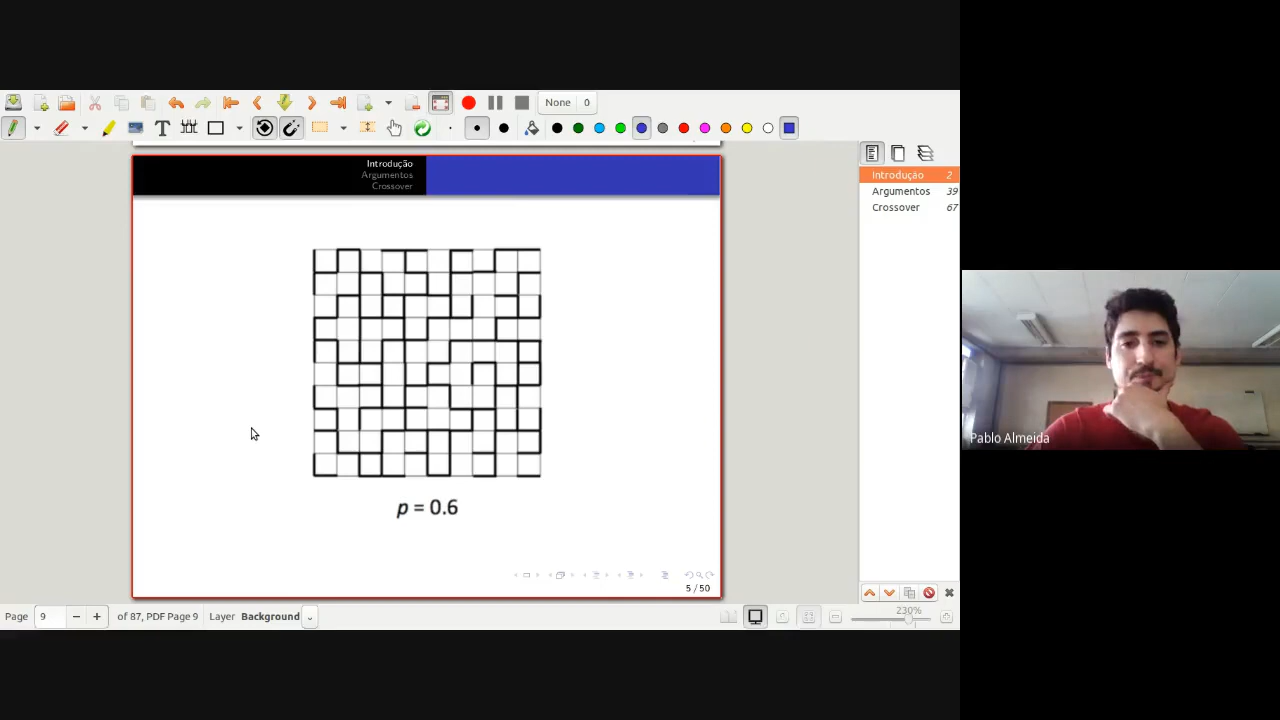 None 0
Introdução
Argumentos
Crossover
Introdução 2
Argumentos 39
Crossover 67
p = 0.6
5 / 50
Pablo Almeida
Page 9 of 87, PDF Page 9 Layer Background
230%